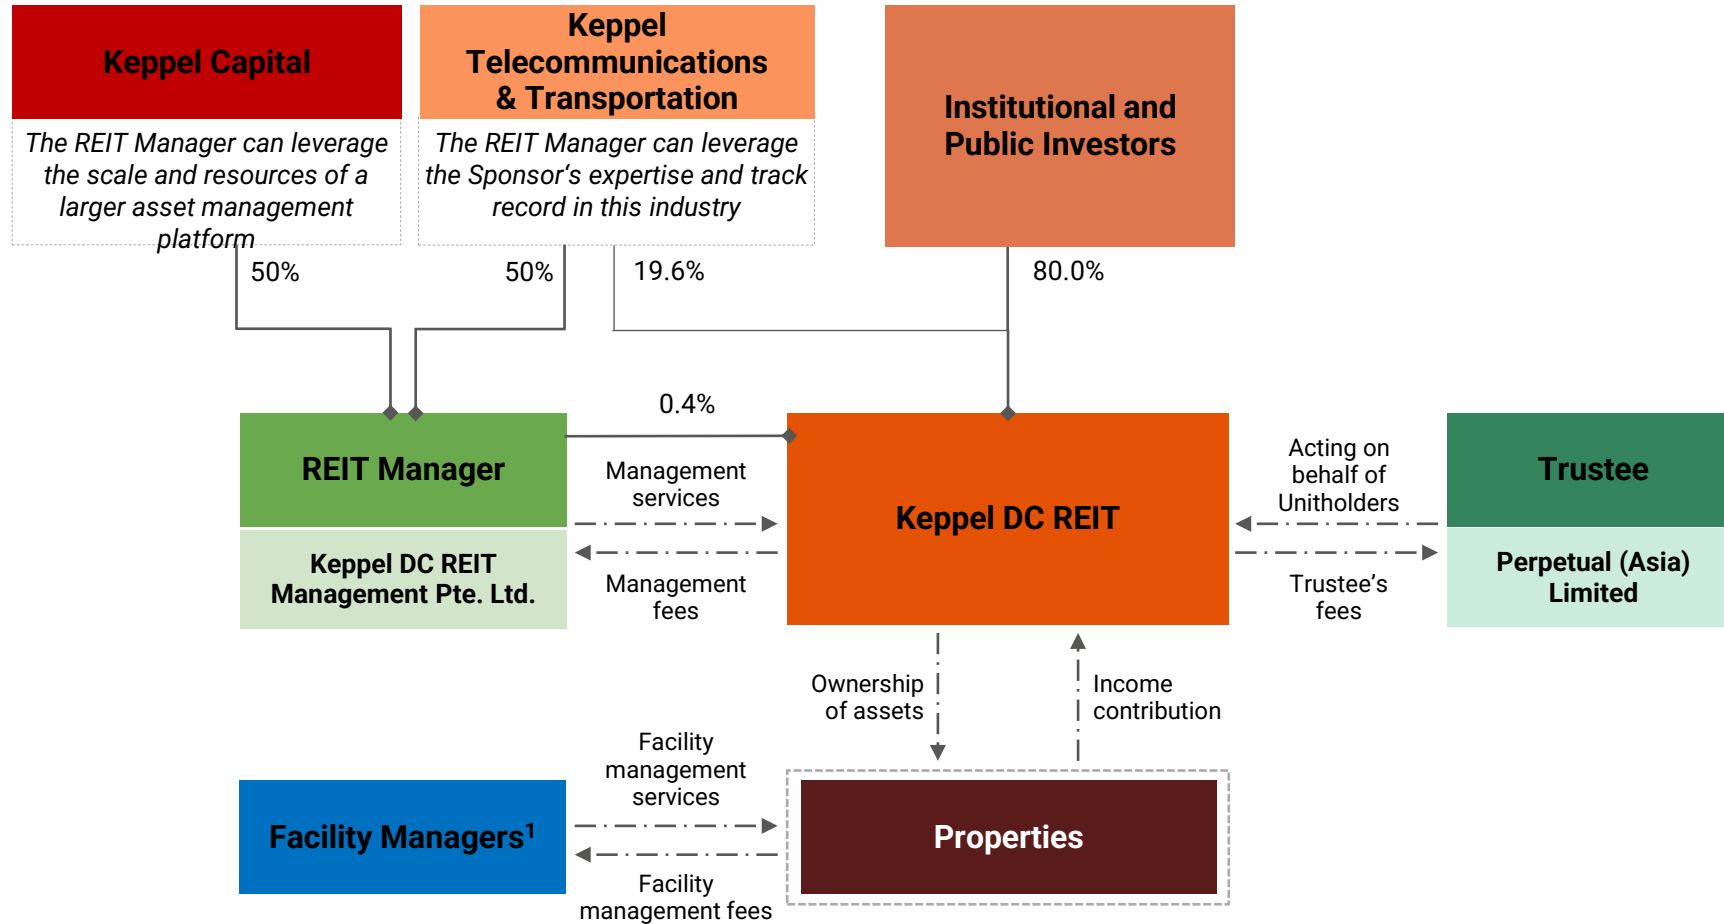 Keppel Capital
The REIT Manager can leverage
the scale and resources of a
larger asset management
platform
Keppel
Telecommunications
& Transportation
The REIT Manager can leverage
the Sponsor‘s expertise and track
record in this industry
Institutional and
Public Investors
50%
50%
19.6%
80.0%
0.4%
REIT Manager
Keppel DC REIT
Management Pte. Ltd.
Management
services
Management
fees
Keppel DC REIT
Acting on
behalf of
Unitholders
Trustee’s
fees
Trustee
Perpetual (Asia)
Limited
Ownership
of assets
Income
contribution
Facility
management
services
Facility Managers¹
Facility
management fees
Properties